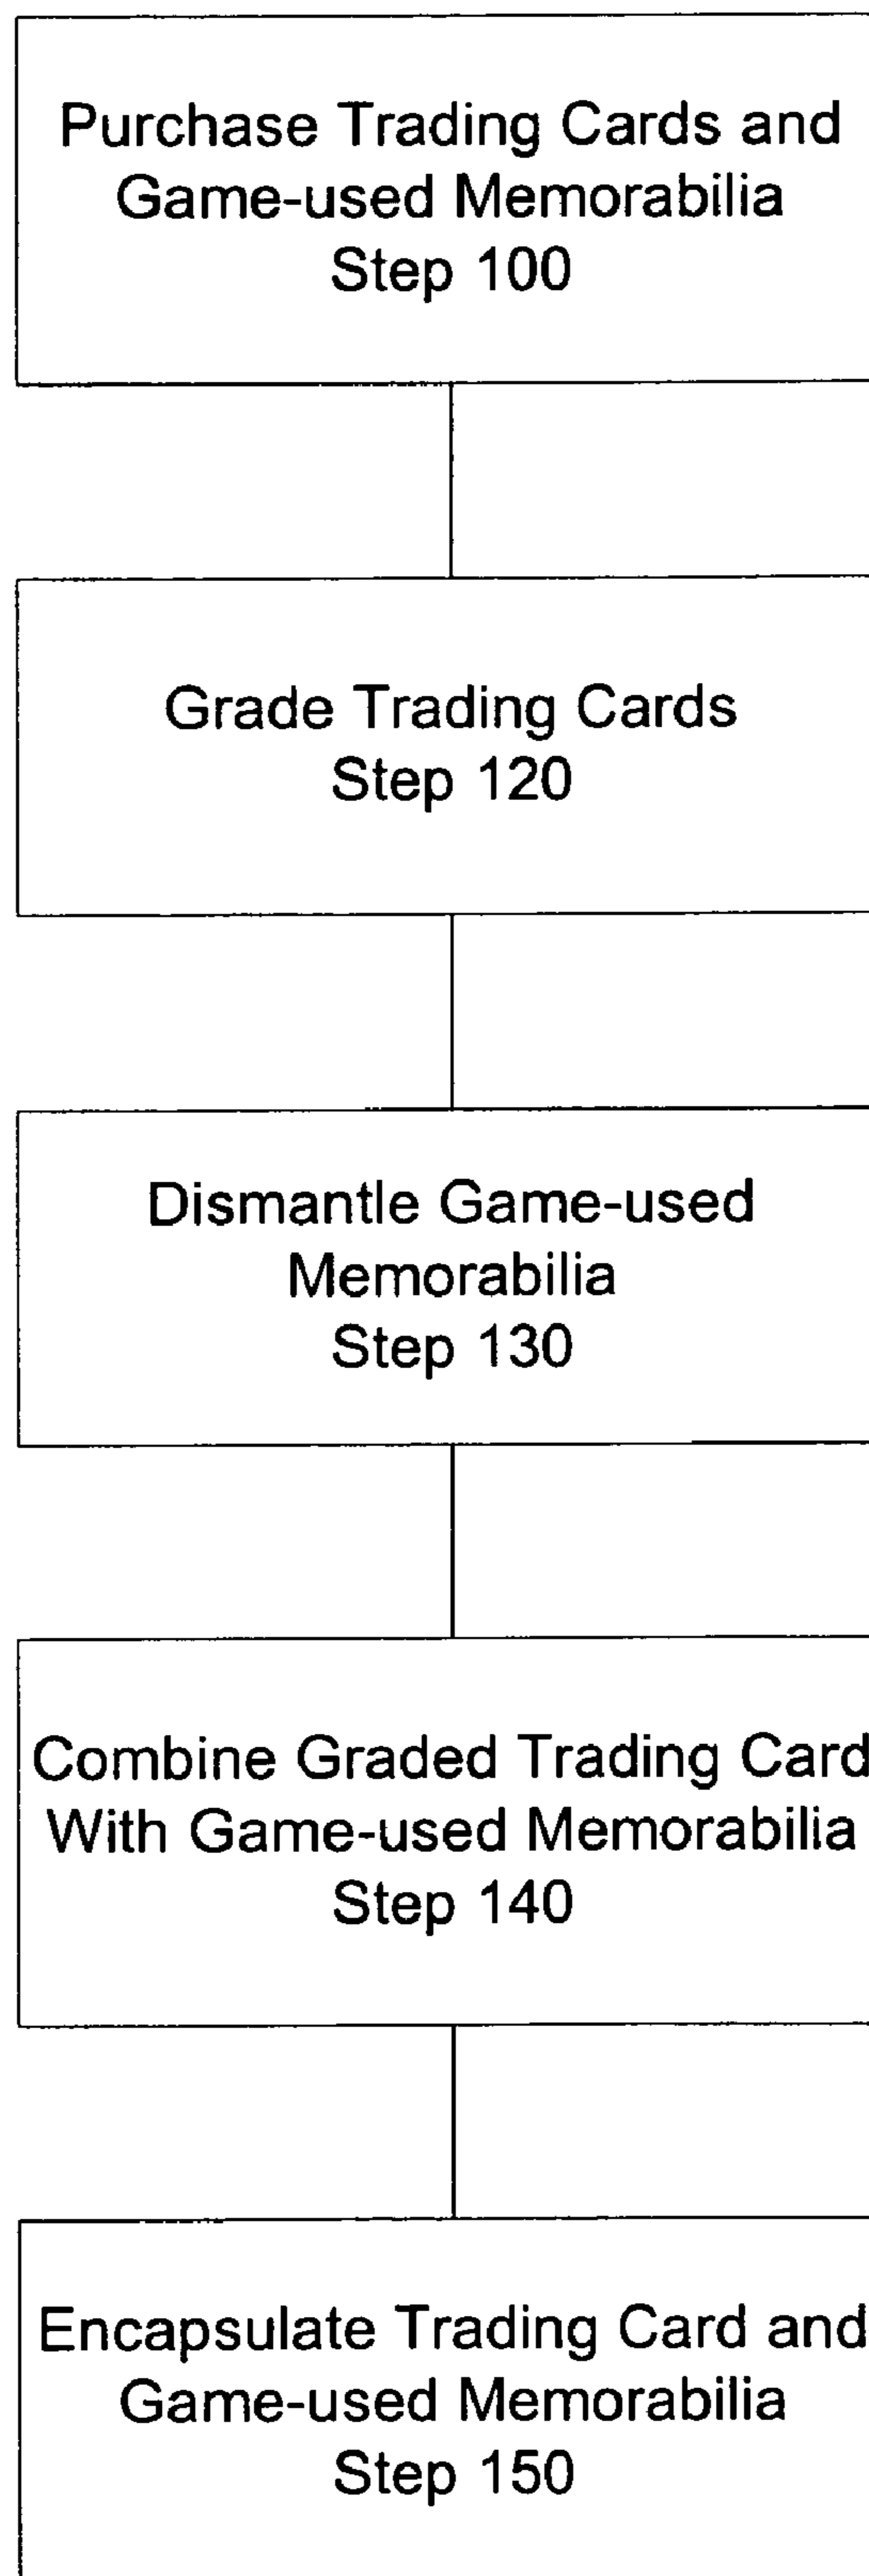 Purchase Trading Cards and
Game-used Memorabilia
Step 100
Grade Trading Cards
Step 120
Dismantle Game-used
Memorabilia
Step 130
Combine Graded Trading Card
With Game-used Memorabilia
Step 140
Encapsulate Trading Card and
Game-used Memorabilia
Step 150